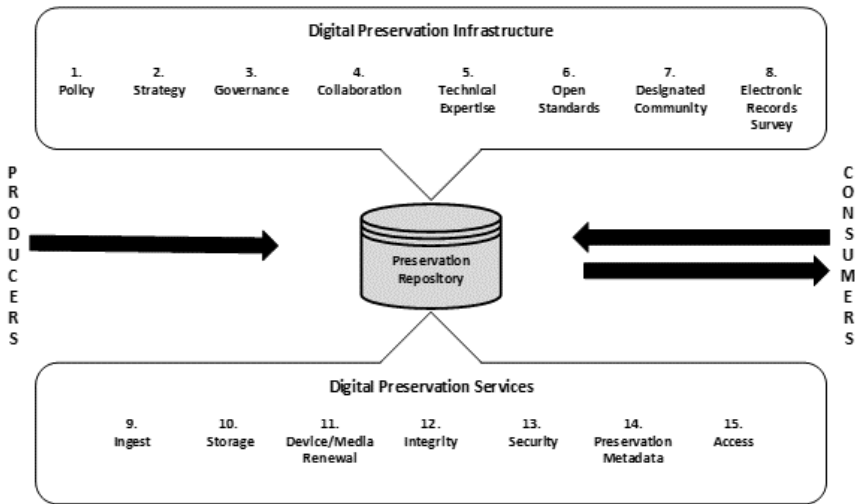 Digital Preservation Infrastructure
1. 2. 3. 4. 5. 6. 7. 8.
Policy Strategy Governance Collaboration Technical Open Designated Electronic
Expertise Standards Community Records
Survey
PRODUCERS
CONSUMERS
Preservation
Repository
Digital Preservation Services
9. 10. 11. 12. 13. 14. 15.
Ingest Storage Device/Media Integrity Security Preservation Access
Renewal Metadata